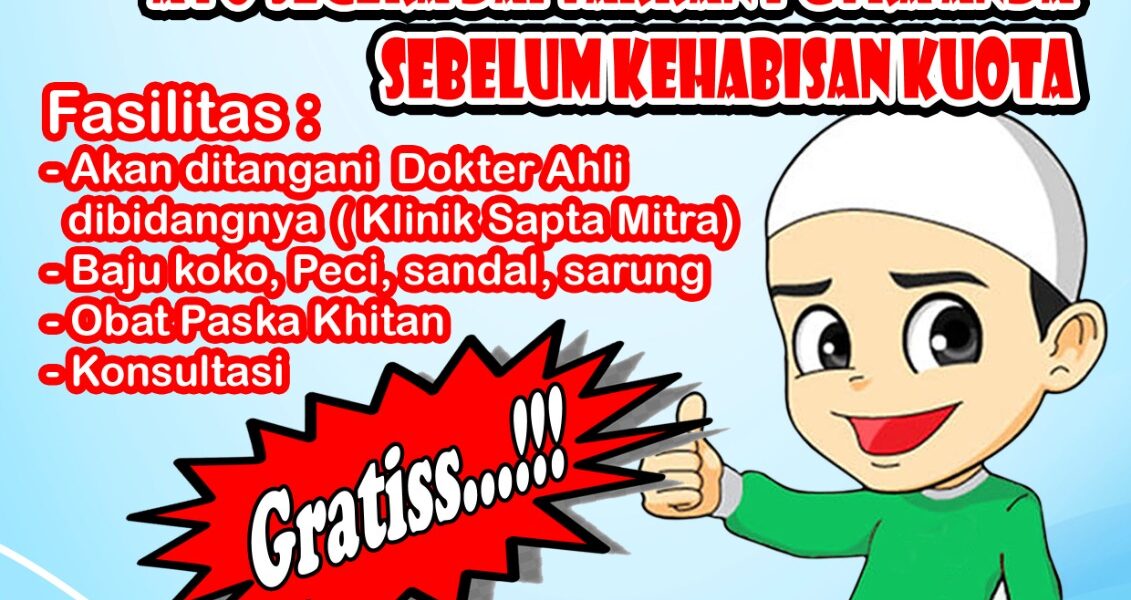 SEBELUM KEHABISAN KUOTA
Fasilitas :
- Akan ditangani Dokter Ahli
dibidangnya ( Klinik Sapta Mitra)
- Baju koko, Peci, sandal, sarung
- Obat Paska Khitan
- Konsultasi
Gratiss...!!!